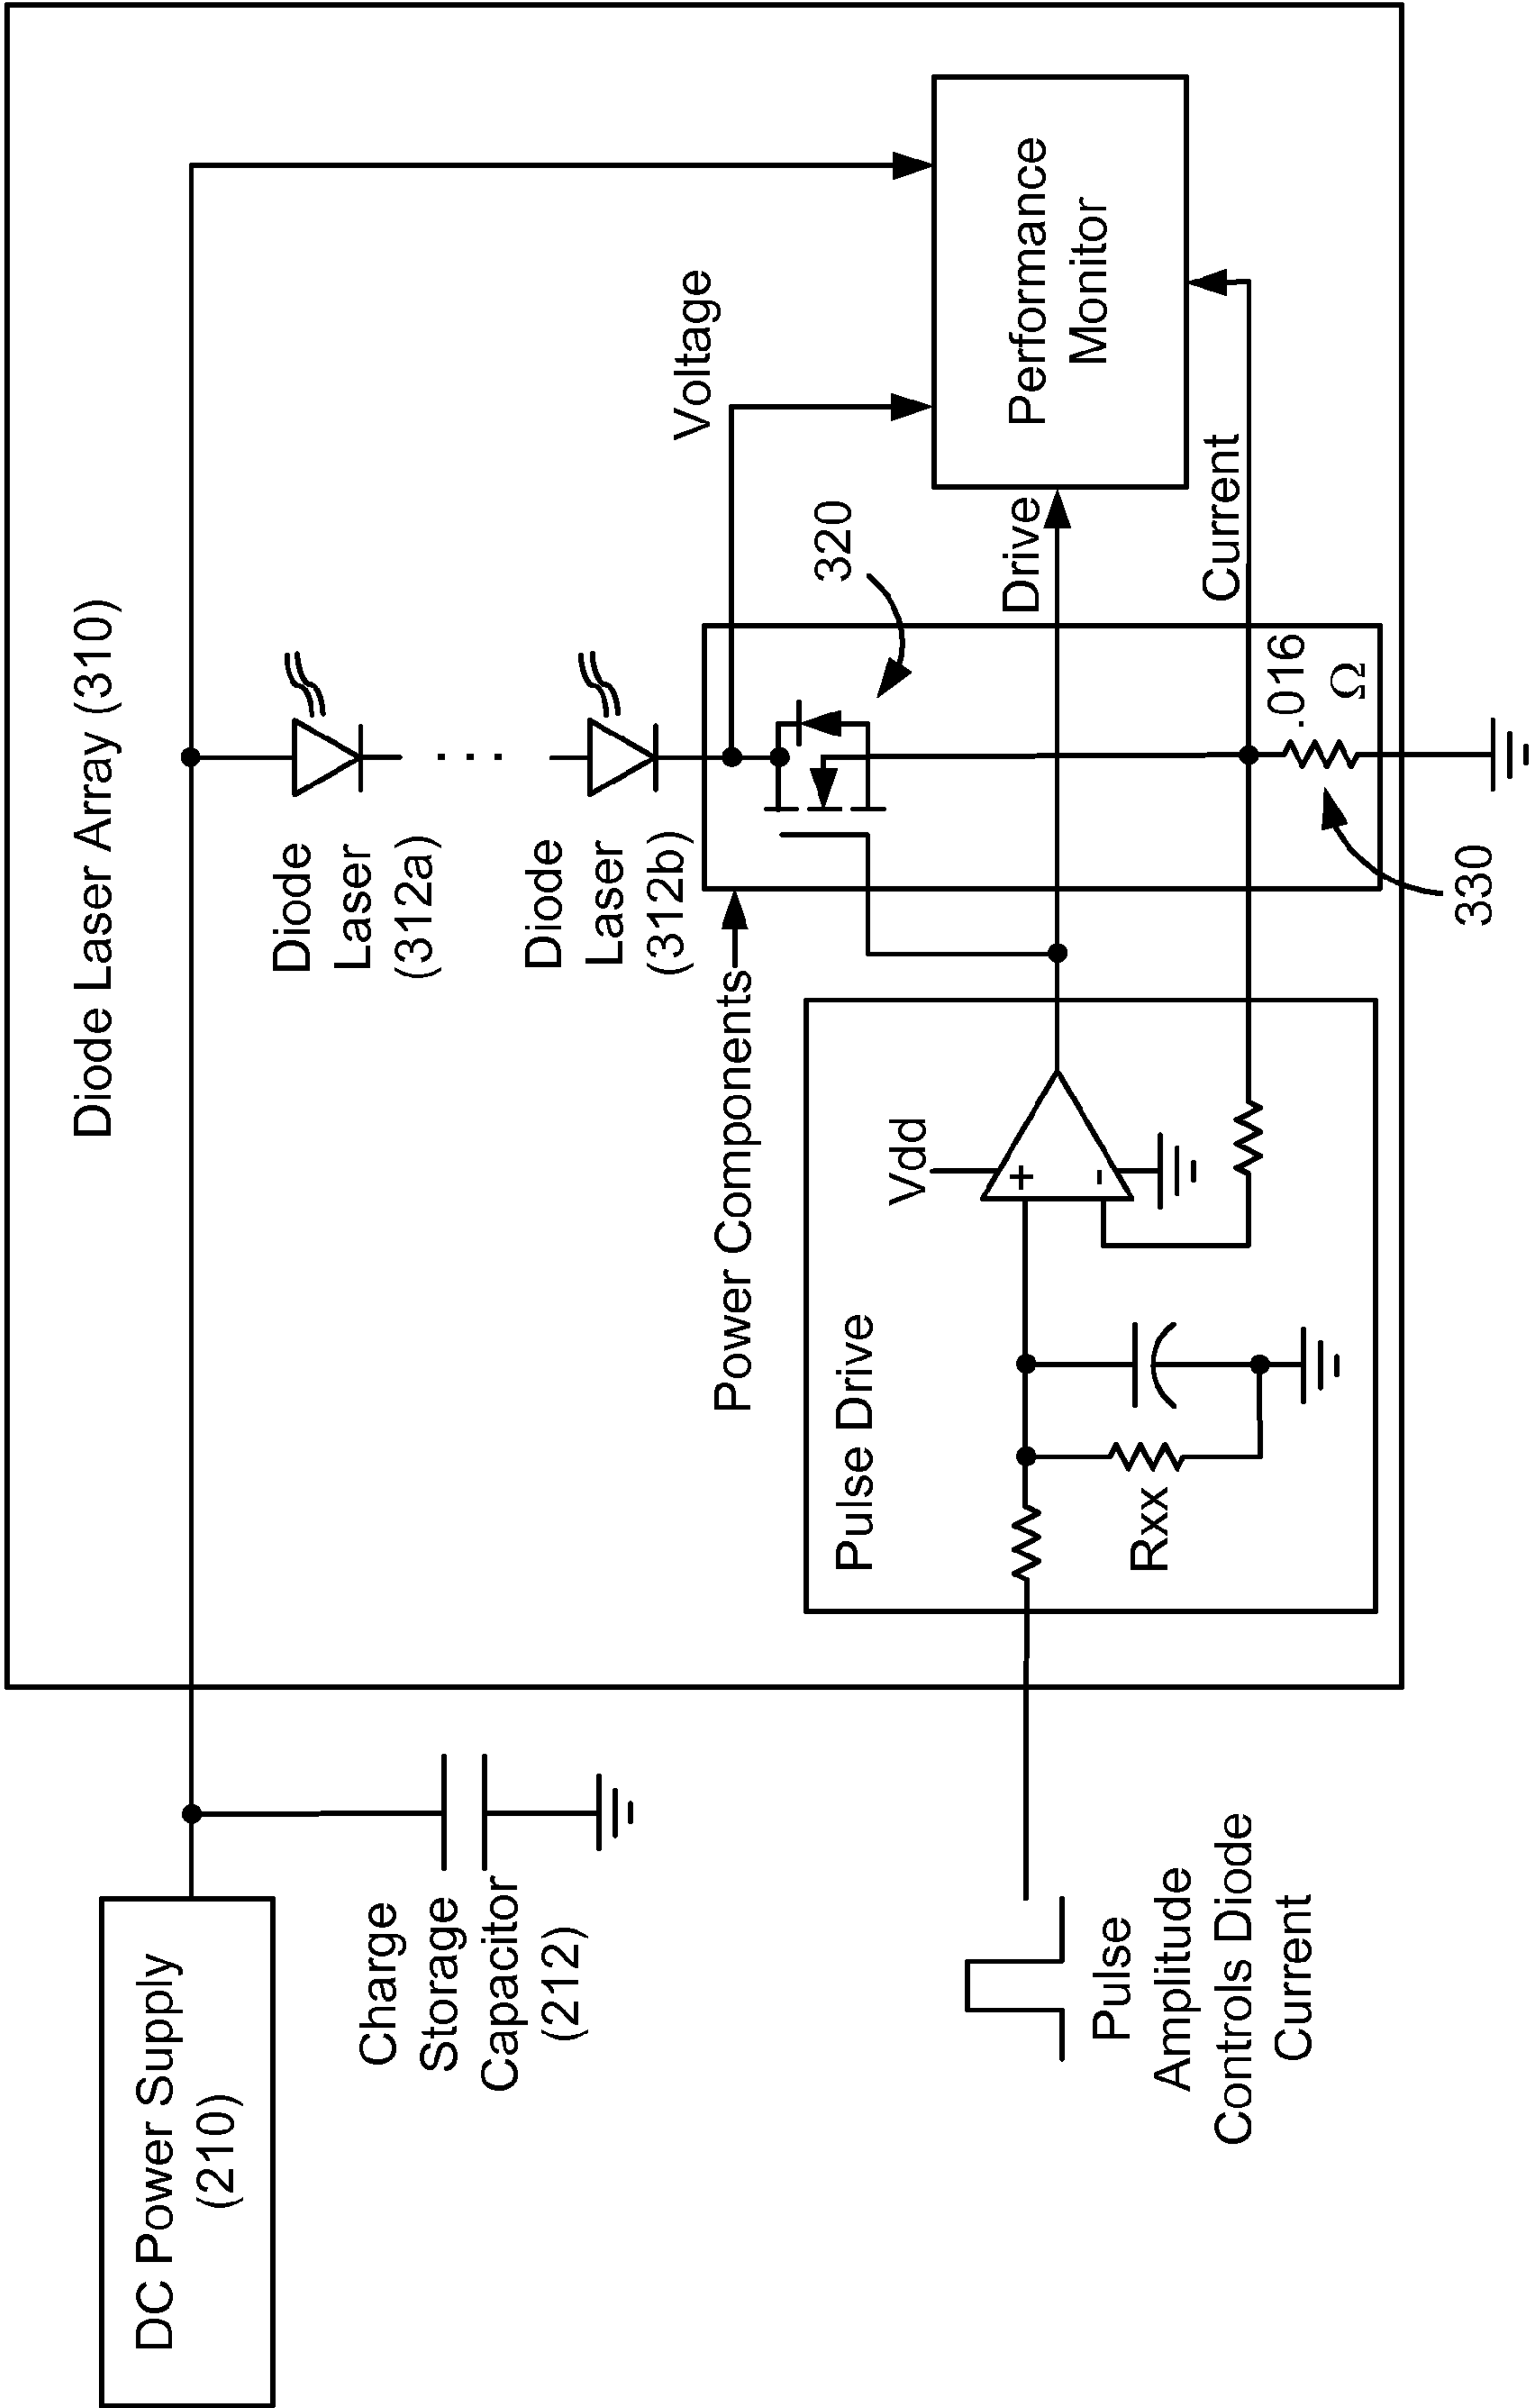 Diode Laser Array (310)
DC Power Supply
(210)
Charge
Storage
Capacitor
(212)
Diode
Laser
(312a)
Diode
Laser
(312b)
Voltage
Power Components
320
Performance
Monitor
Pulse Drive
Vdd
+
-
Rxx
Drive
Current
.016
Ω
330
Pulse
Amplitude
Controls Diode
Current